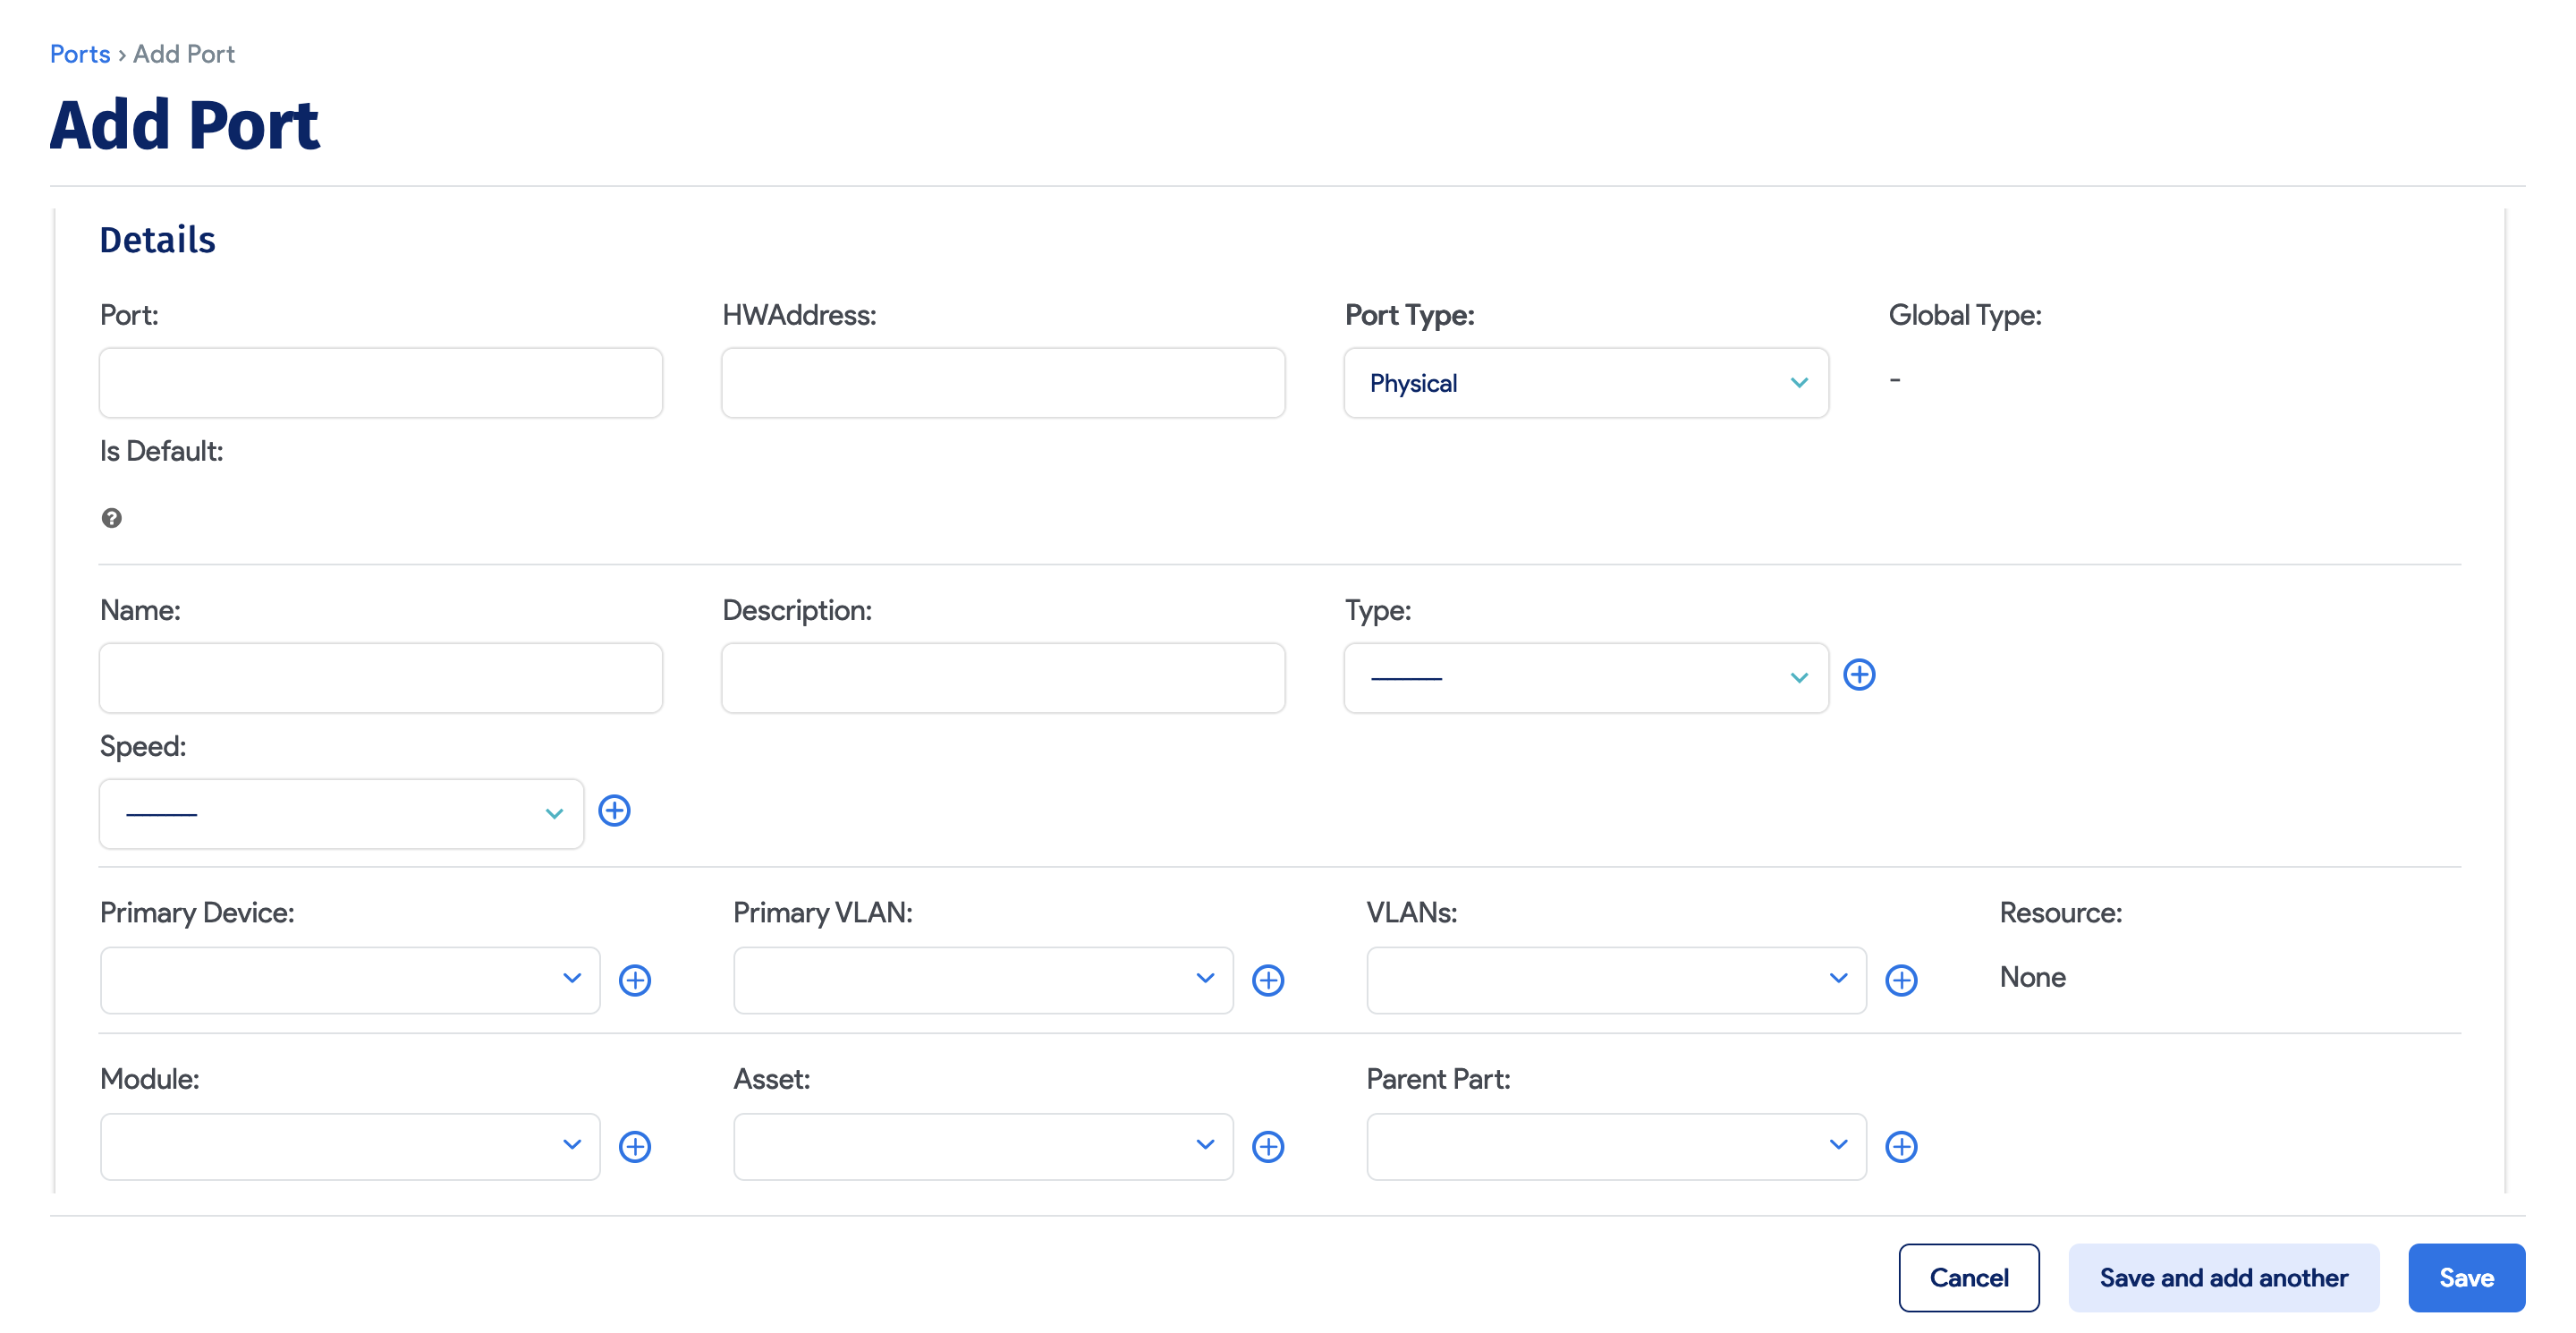 Ports › Add Port
Add Port
Details
Port:
HWAddress:
Port Type:
Global Type:
Physical
-
Is Default:
?
Name:
Description:
Type:
---------
Speed:
---------
Primary Device:
Primary VLAN:
VLANs:
Resource:
None
Module:
Asset:
Parent Part:
Cancel
Save and add another
Save